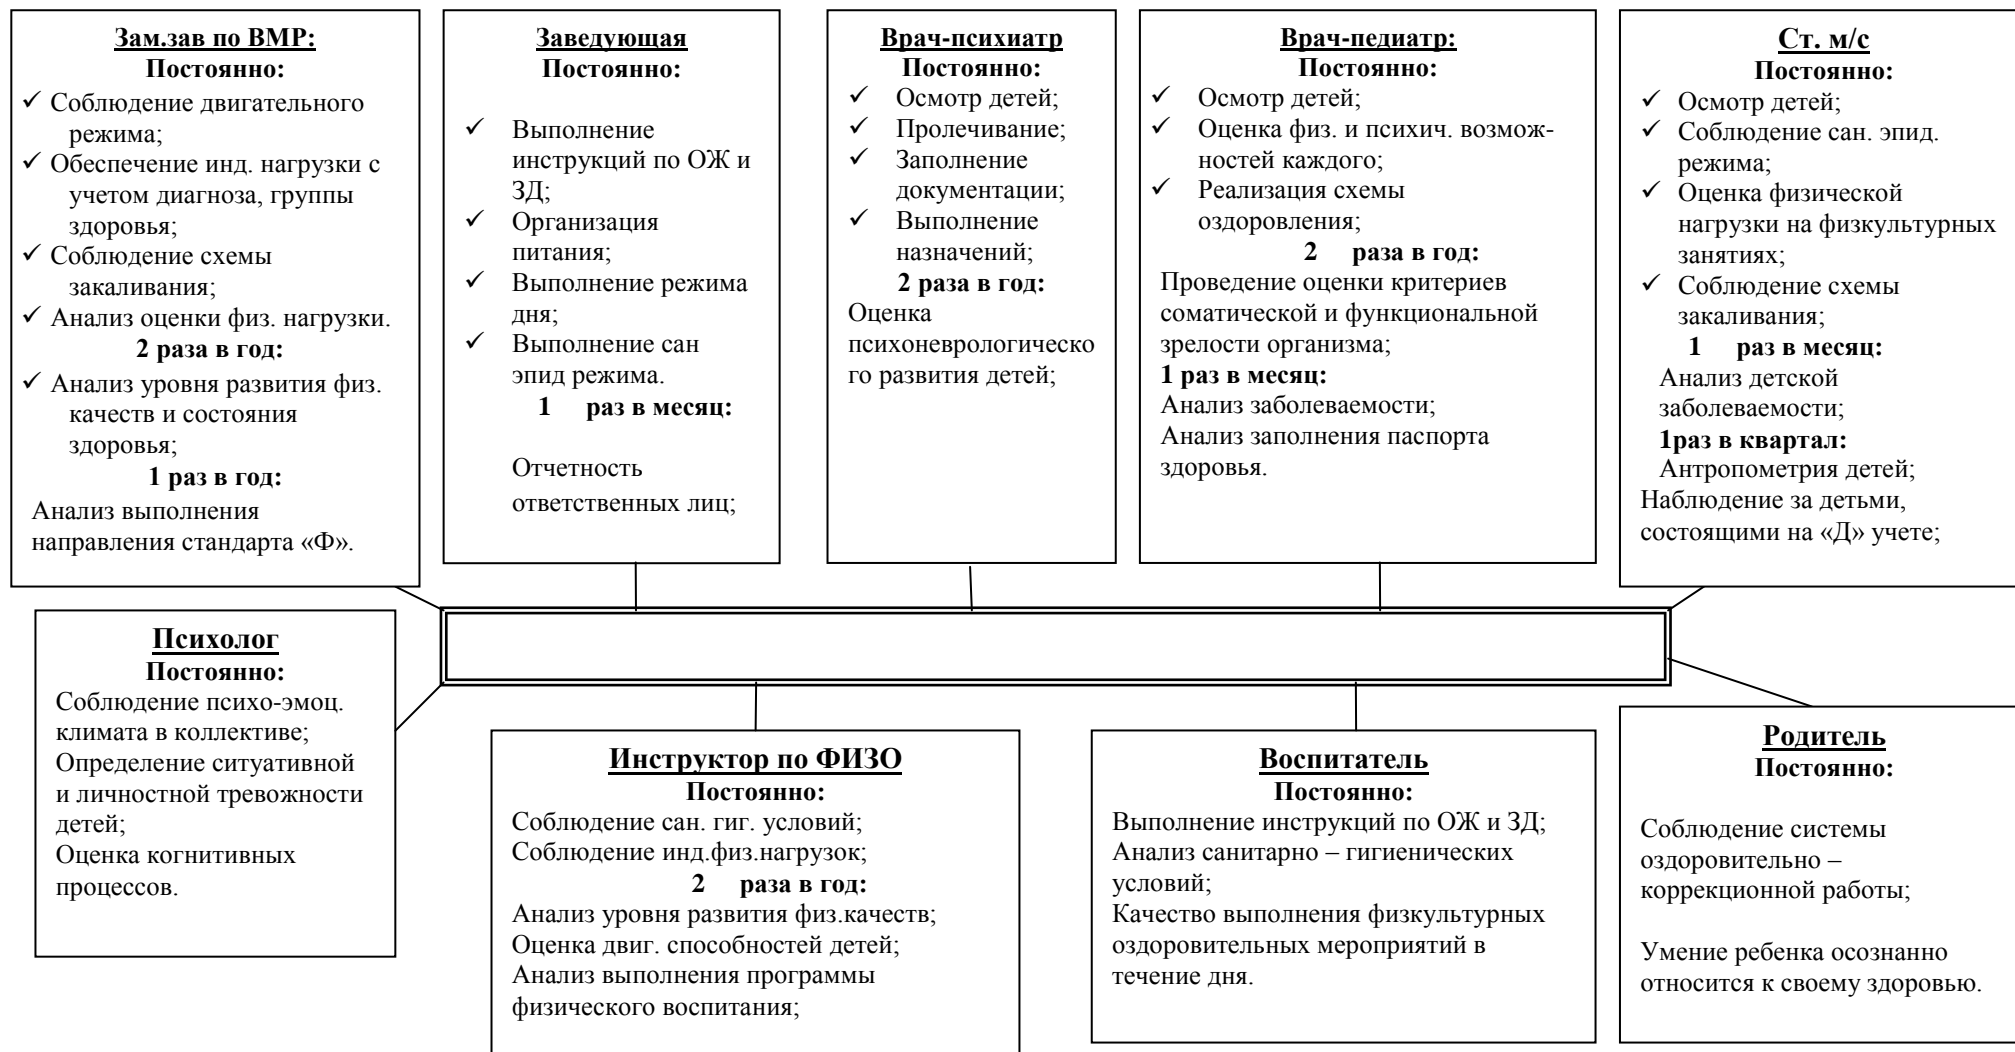 Зам.зав по ВМР:
Постоянно:
✓ Соблюдение двигательного
режима;
✓ Обеспечение инд. нагрузки с
учетом диагноза, группы
здоровья;
✓ Соблюдение схемы
закаливания;
✓ Анализ оценки физ. нагрузки.
2 раза в год:
✓ Анализ уровня развития физ.
качеств и состояния
здоровья;
1 раз в год:
Анализ выполнения
направления стандарта «Ф».
Заведующая
Постоянно:
✓ Выполнение
инструкций по ОЖ и
ЗД;
✓ Организация
питания;
✓ Выполнение режима
дня;
✓ Выполнение сан
эпид режима.
1 раз в месяц:
Отчетность
ответственных лиц;
Врач-психиатр
Постоянно:
✓ Осмотр детей;
✓ Пролечивание;
✓ Заполнение
документации;
✓ Выполнение
назначений;
2 раза в год:
Оценка
психоневрологическо
го развития детей;
Врач-педиатр:
Постоянно:
✓ Осмотр детей;
✓ Оценка физ. и психич. возмож-
ностей каждого;
✓ Реализация схемы
оздоровления;
2 раза в год:
Проведение оценки критериев
соматической и функциональной
зрелости организма;
1 раз в месяц:
Анализ заболеваемости;
Анализ заполнения паспорта
здоровья.
Ст. м/с
Постоянно:
✓ Осмотр детей;
✓ Соблюдение сан. эпид.
режима;
✓ Оценка физической
нагрузки на физкультурных
занятиях;
✓ Соблюдение схемы
закаливания;
1 раз в месяц:
Анализ детской
заболеваемости;
1раз в квартал:
Антропометрия детей;
Наблюдение за детьми,
состоящими на «Д» учете;
Психолог
Постоянно:
Соблюдение психо-эмоц.
климата в коллективе;
Определение ситуативной
и личностной тревожности
детей;
Оценка когнитивных
процессов.
Инструктор по ФИЗО
Постоянно:
Соблюдение сан. гиг. условий;
Соблюдение инд.физ.нагрузок;
2 раза в год:
Анализ уровня развития физ.качеств;
Оценка двиг. способностей детей;
Анализ выполнения программы
физического воспитания;
Воспитатель
Постоянно:
Выполнение инструкций по ОЖ и ЗД;
Анализ санитарно – гигиенических
условий;
Качество выполнения физкультурных
оздоровительных мероприятий в
течение дня.
Родитель
Постоянно:
Соблюдение системы
оздоровительно –
коррекционной работы;
Умение ребенка осознанно
относится к своему здоровью.